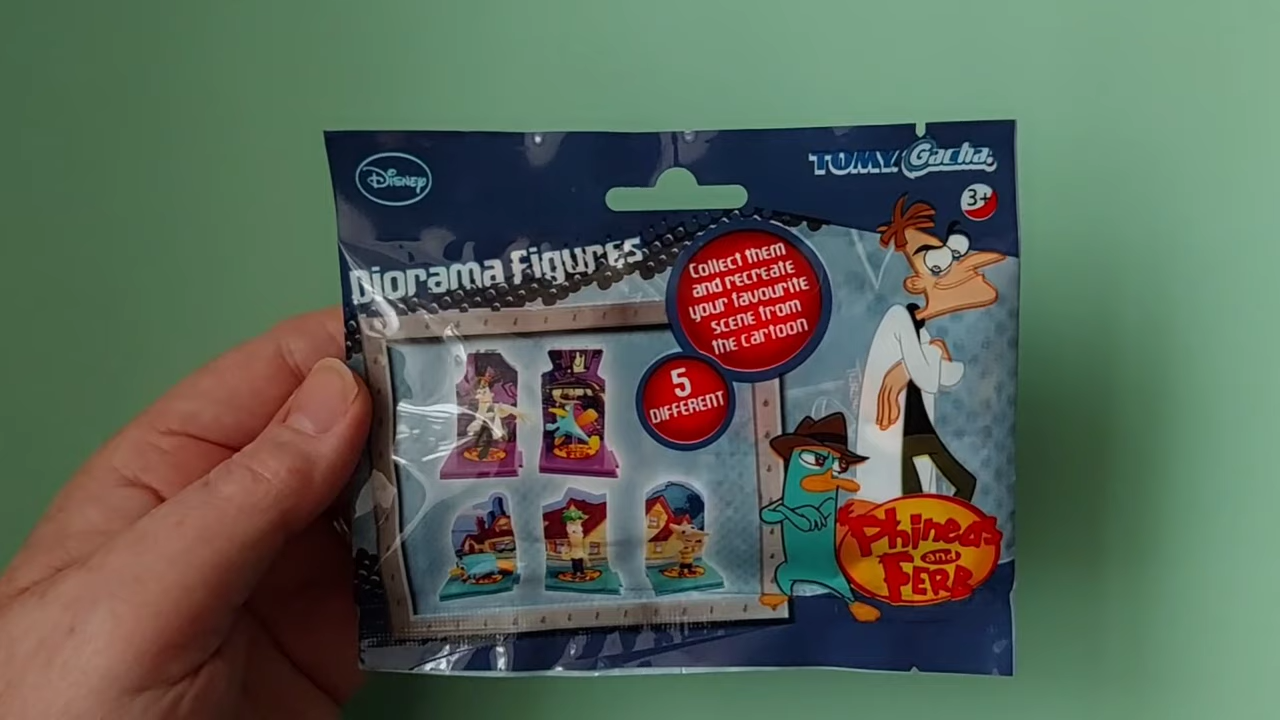 Disney
TOMY Gacha.
3+
Diorama Figures
Collect them
and recreate
your favourite
scene from
the cartoon
5
DIFFERENT
Phineas
and
FERB